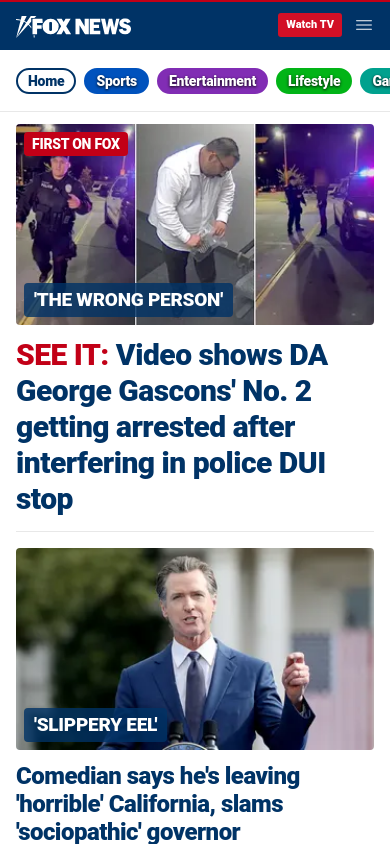 FOX NEWS
Watch TV
Home
Sports
Entertainment
Lifestyle
FIRST ON FOX
'THE WRONG PERSON'
SEE IT: Video shows DA
George Gascons' No. 2
getting arrested after
interfering in police DUI
stop
'SLIPPERY EEL'
Comedian says he's leaving
'horrible' California, slams
'sociopathic' governor